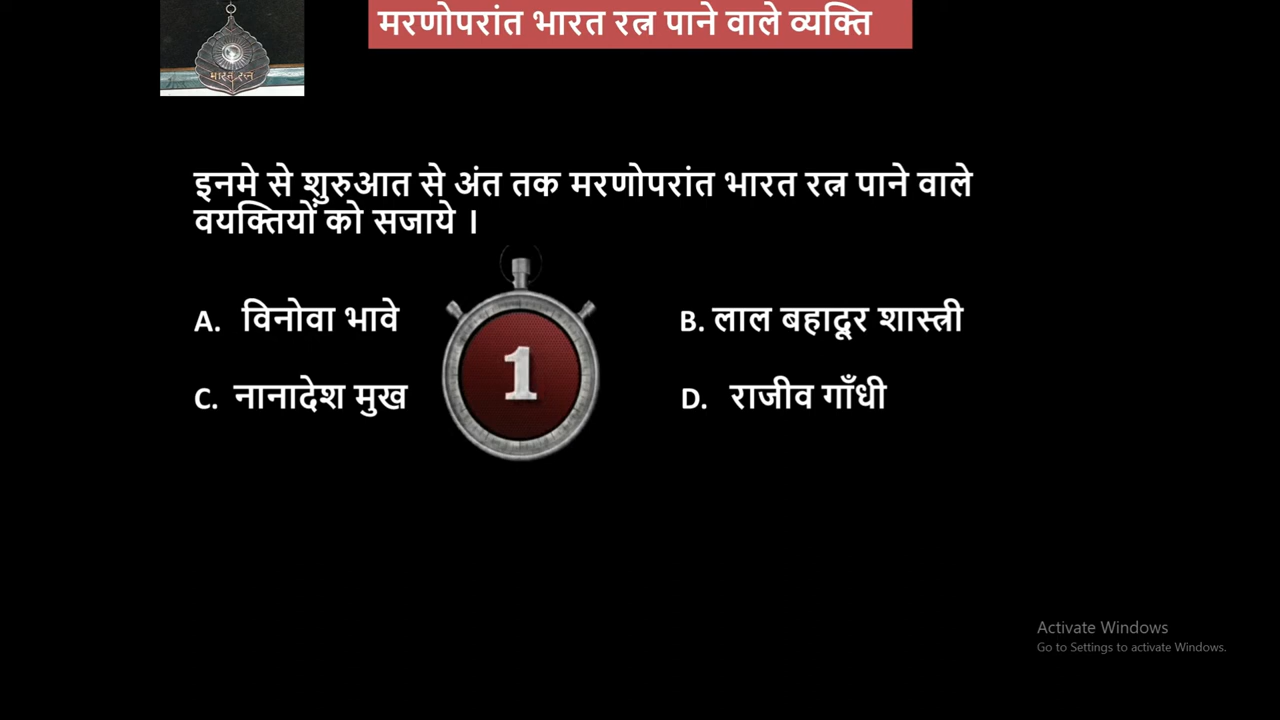 मरणोपरांत भारत रत्न पाने वाले व्यक्ति
भारत रत्न
इनमे से शुरुआत से अंत तक मरणोपरांत भारत रत्न पाने वाले
वयक्तियों को सजाये ।
A. विनोवा भावे
B. लाल बहादूर शास्त्री
1
C. नानादेश मुख
D. राजीव गाँधी
Activate Windows
Go to Settings to activate Windows.